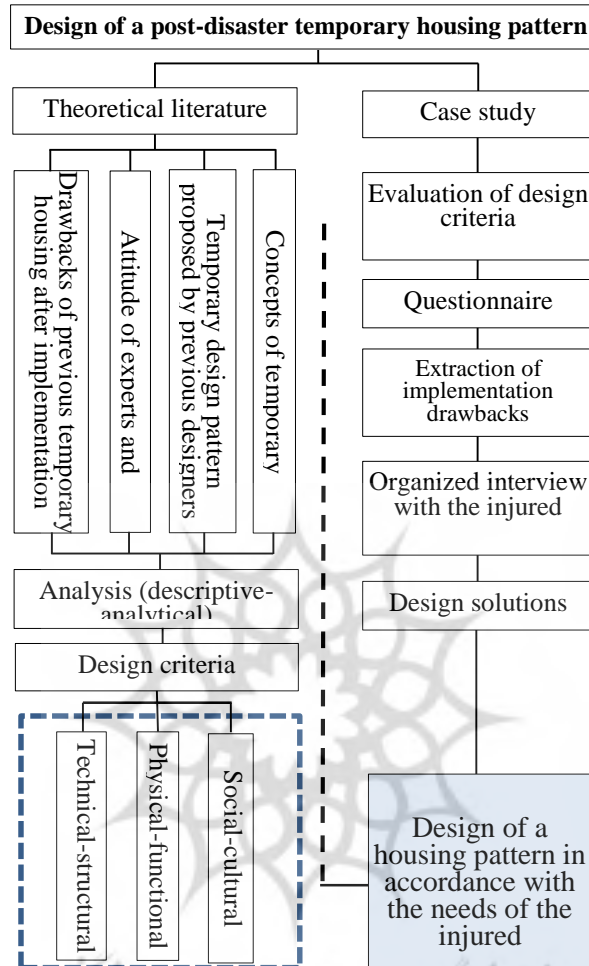 Design of a post-disaster temporary housing pattern
Theoretical literature
Drawbacks of previous temporary
housing after implementation
Attitude of experts and
Temporary design pattern
proposed by previous designers
Concepts of temporary
Analysis (descriptive-
analytical)
Design criteria
Technical-structural
Physical-functional
Social-cultural
Case study
Evaluation of design
criteria
Questionnaire
Extraction of
implementation
drawbacks
Organized interview
with the injured
Design solutions
Design of a
housing pattern in
accordance with
the needs of the
injured